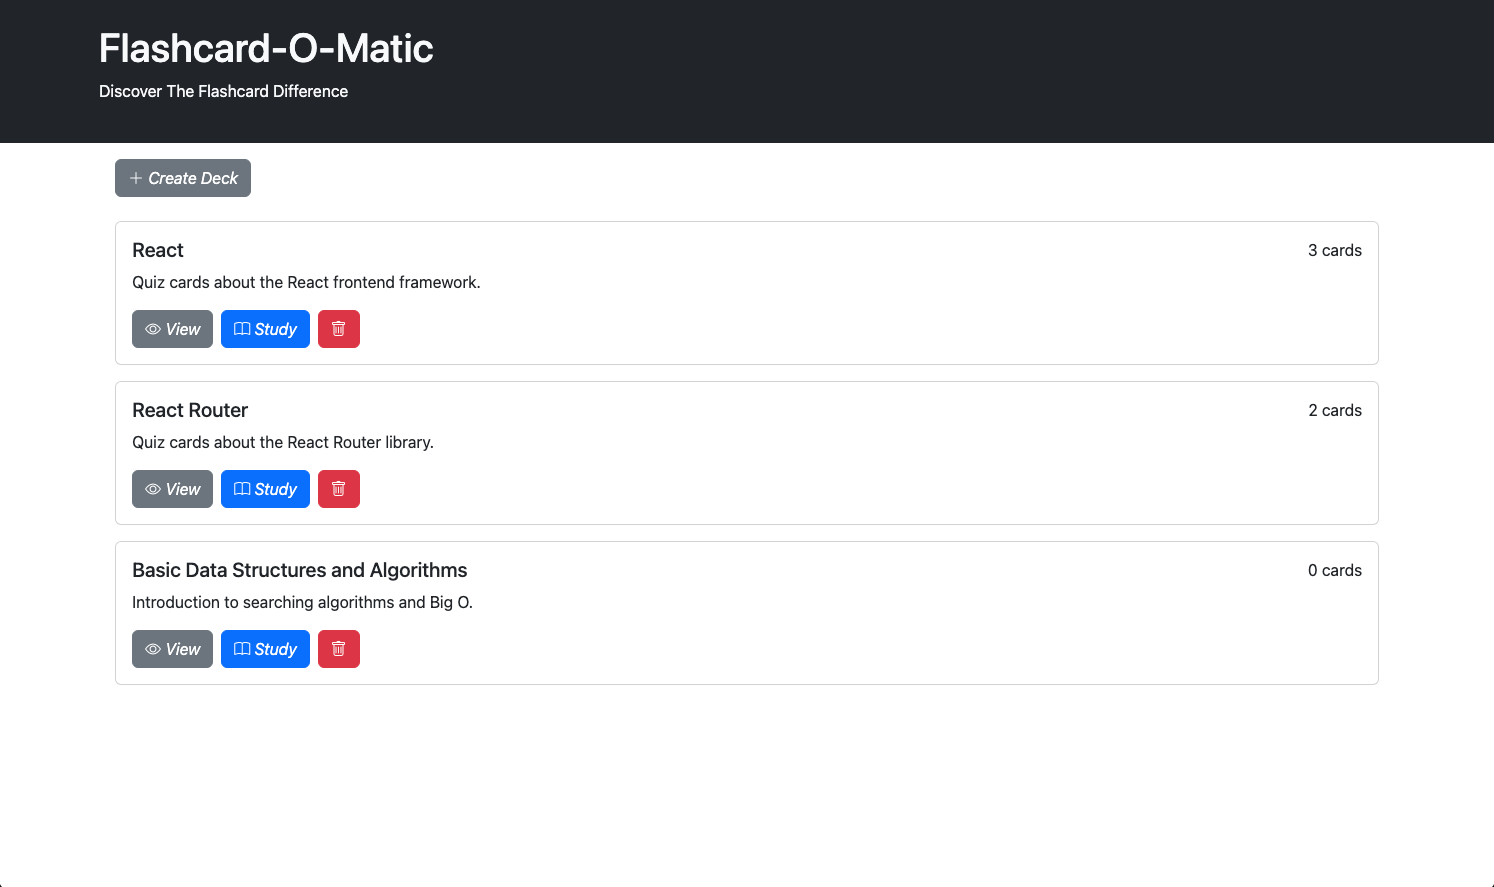 Flashcard-O-Matic
Discover The Flashcard Difference
+ Create Deck
React
3 cards
Quiz cards about the React frontend framework.
View
Study
React Router
2 cards
Quiz cards about the React Router library.
View
Study
Basic Data Structures and Algorithms
0 cards
Introduction to searching algorithms and Big O.
View
Study